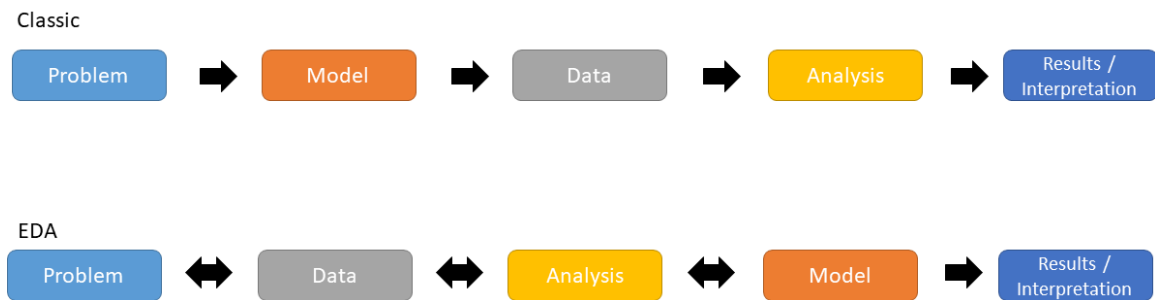 Classic
Problem
Model
Data
Analysis
Results /
Interpretation
EDA
Problem
Data
Analysis
Model
Results /
Interpretation